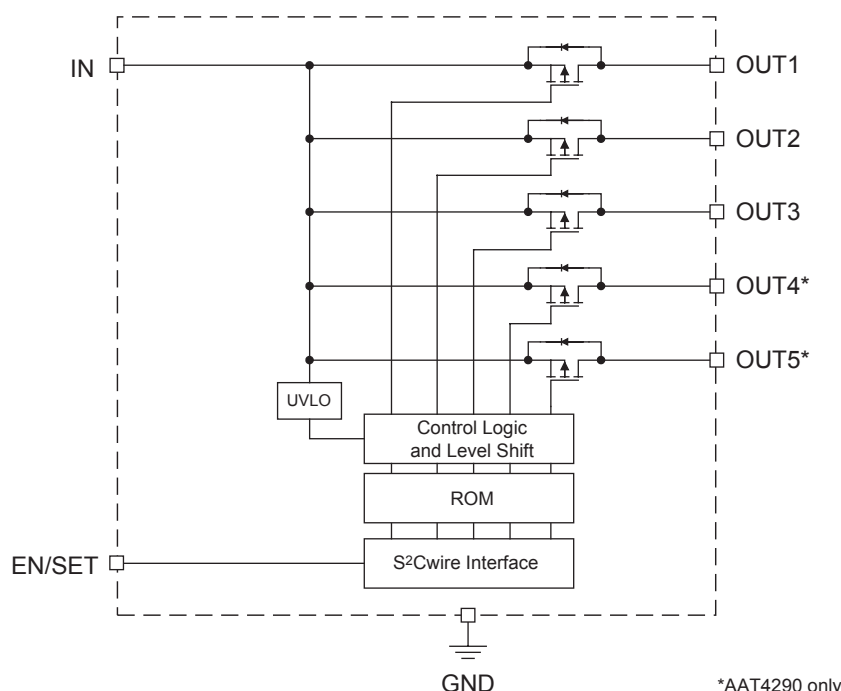 IN
OUT1
OUT2
OUT3
OUT4*
OUT5*
UVLO
Control Logic
and Level Shift
ROM
EN/SET
S²Cwire Interface
GND
*AAT4290 only